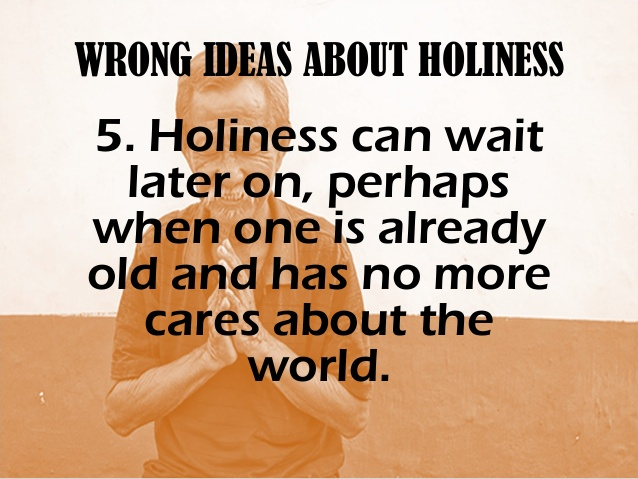 WRONG IDEAS ABOUT HOLINESS
5. Holiness can wait
later on, perhaps
when one is already
old and has no more
cares about the
world.